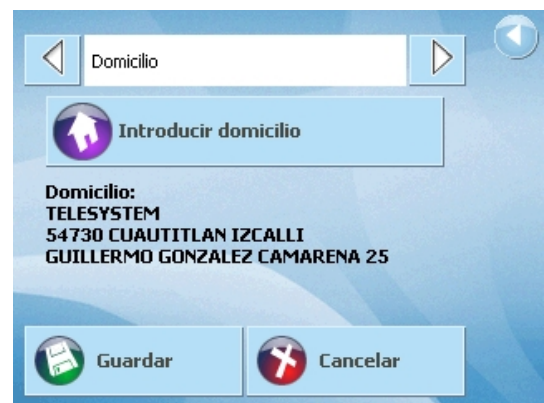 Domicilio
Introducir domicilio
Domicilio:
TELESYSTEM
54730 CUAUTITLAN IZCALLI
GUILLERMO GONZALEZ CAMARENA 25
Guardar
Cancelar